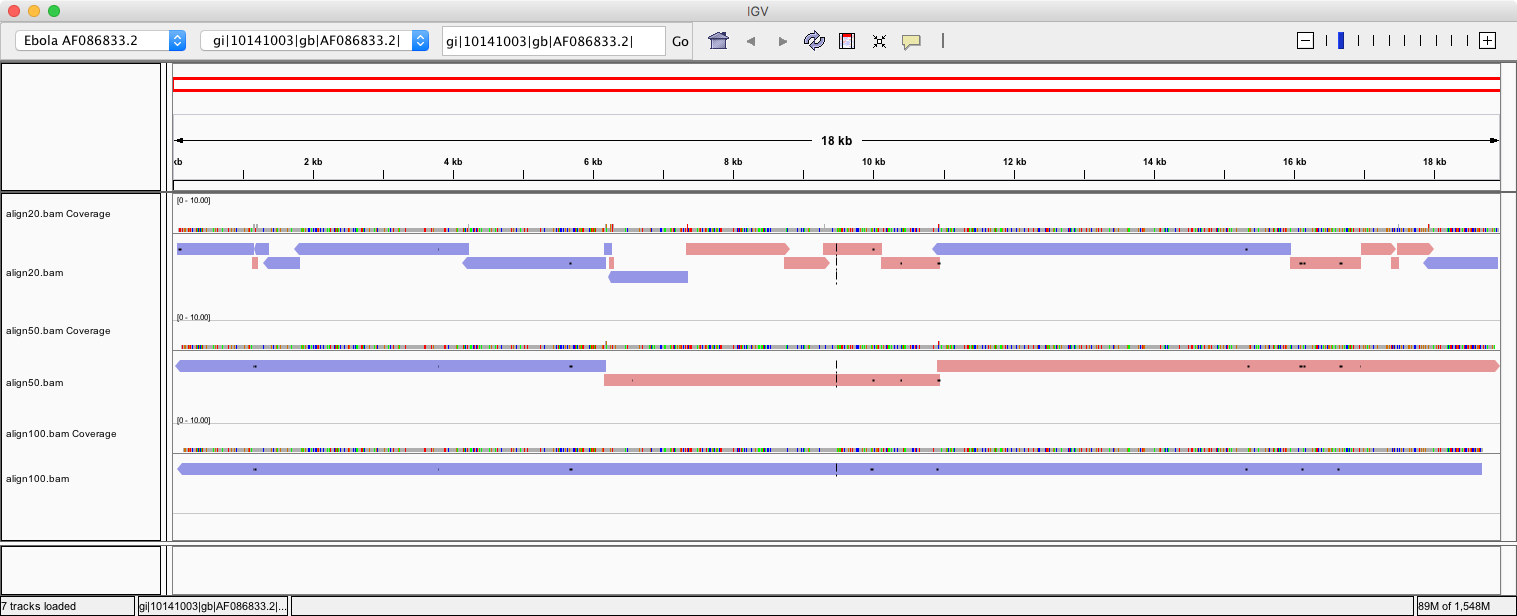 IGV
Ebola AF086833.2 gi|10141003|gb|AF086833.2| gi|10141003|gb|AF086833.2| Go
18 kb
kb 2 kb 4 kb 6 kb 8 kb 10 kb 12 kb 14 kb 16 kb 18 kb
[0 - 10.00]
align20.bam Coverage
align20.bam
[0 - 10.00]
align50.bam Coverage
align50.bam
[0 - 10.00]
align100.bam Coverage
align100.bam
7 tracks loaded gi|10141003|gb|AF086833.2|... 89M of 1,548M